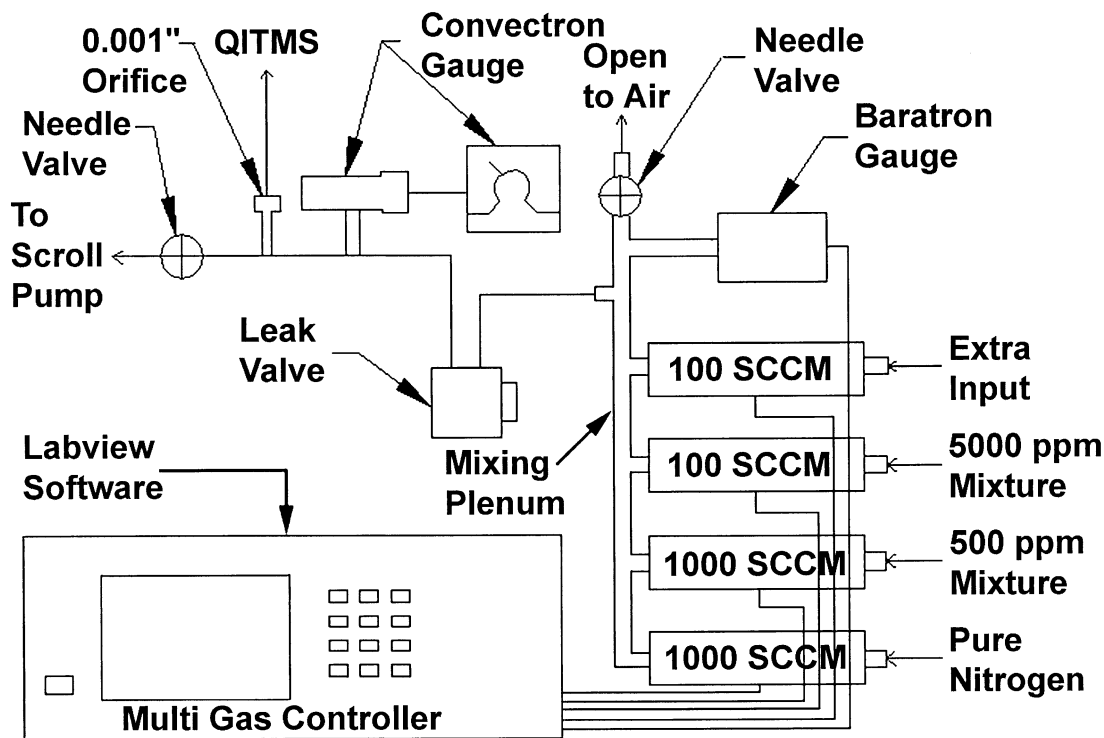 0.001"
Orifice
QITMS
Convectron
Gauge
Open
to Air
Needle
Valve
Needle
Valve
Baratron
Gauge
To
Scroll
Pump
Leak
Valve
100 SCCM
Extra
Input
Labview
Software
Mixing
Plenum
100 SCCM
5000 ppm
Mixture
1000 SCCM
500 ppm
Mixture
1000 SCCM
Pure
Nitrogen
Multi Gas Controller